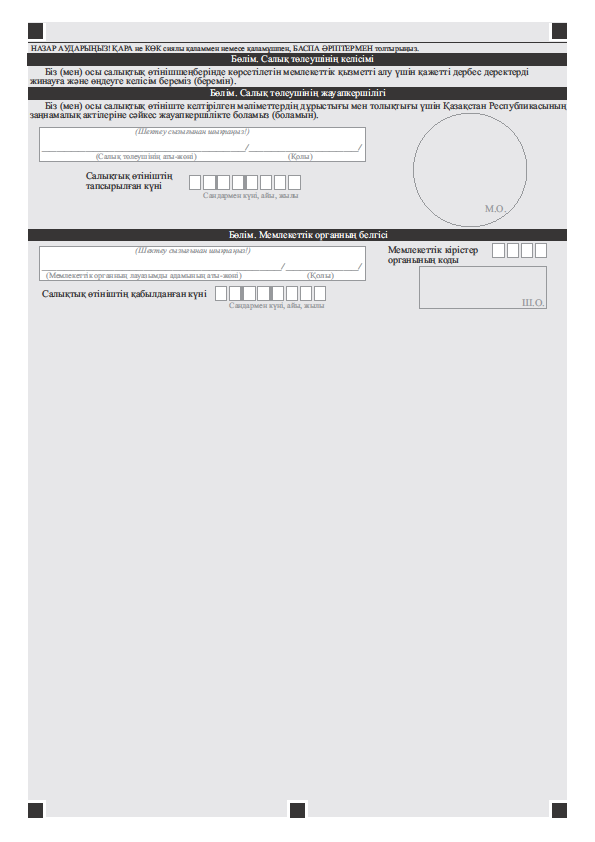 НАЗАР АУДАРЫҢЫЗ! ҚАРА не КӨК сиялы қаламмен немесе қаламұшпен, БАСПА ӘРІПТЕРМЕН толтырыңыз.
Бөлім. Салық төлеушінің келісімі
Біз (мен) осы салықтық өтінішшеңберінде көрсетілетін мемлекеттік қызметті алу үшін қажетті дербес деректерді
жинауға және өңдеуге келісім береміз (беремін).
Бөлім. Салық төлеушінің жауапкершілігі
Біз (мен) осы салықтық өтінішке келтірілген мәліметтердің дұрыстығы мен толықтығы үшін Қазақстан Республикасының
заңнамалық актілеріне сәйкес жауапкершілікте боламыз (боламын).
(Шектеу сызығынан шықпаңыз!)
/ /
(Салық төлеушінің аты-жөні) (Қолы)
Салықтық өтініштің
тапсырылған күні
Сандармен күні, айы, жылы
М.О.
Бөлім. Мемлекеттік органның белгісі
(Шектеу сызығынан шықпаңыз!)
/ /
(Мемлекеттік органның лауазымды адамының аты-жөні) (Қолы)
Мемлекеттік кірістер
органының коды
Салықтық өтініштің қабылданған күні
Сандармен күні, айы, жылы
Ш.О.